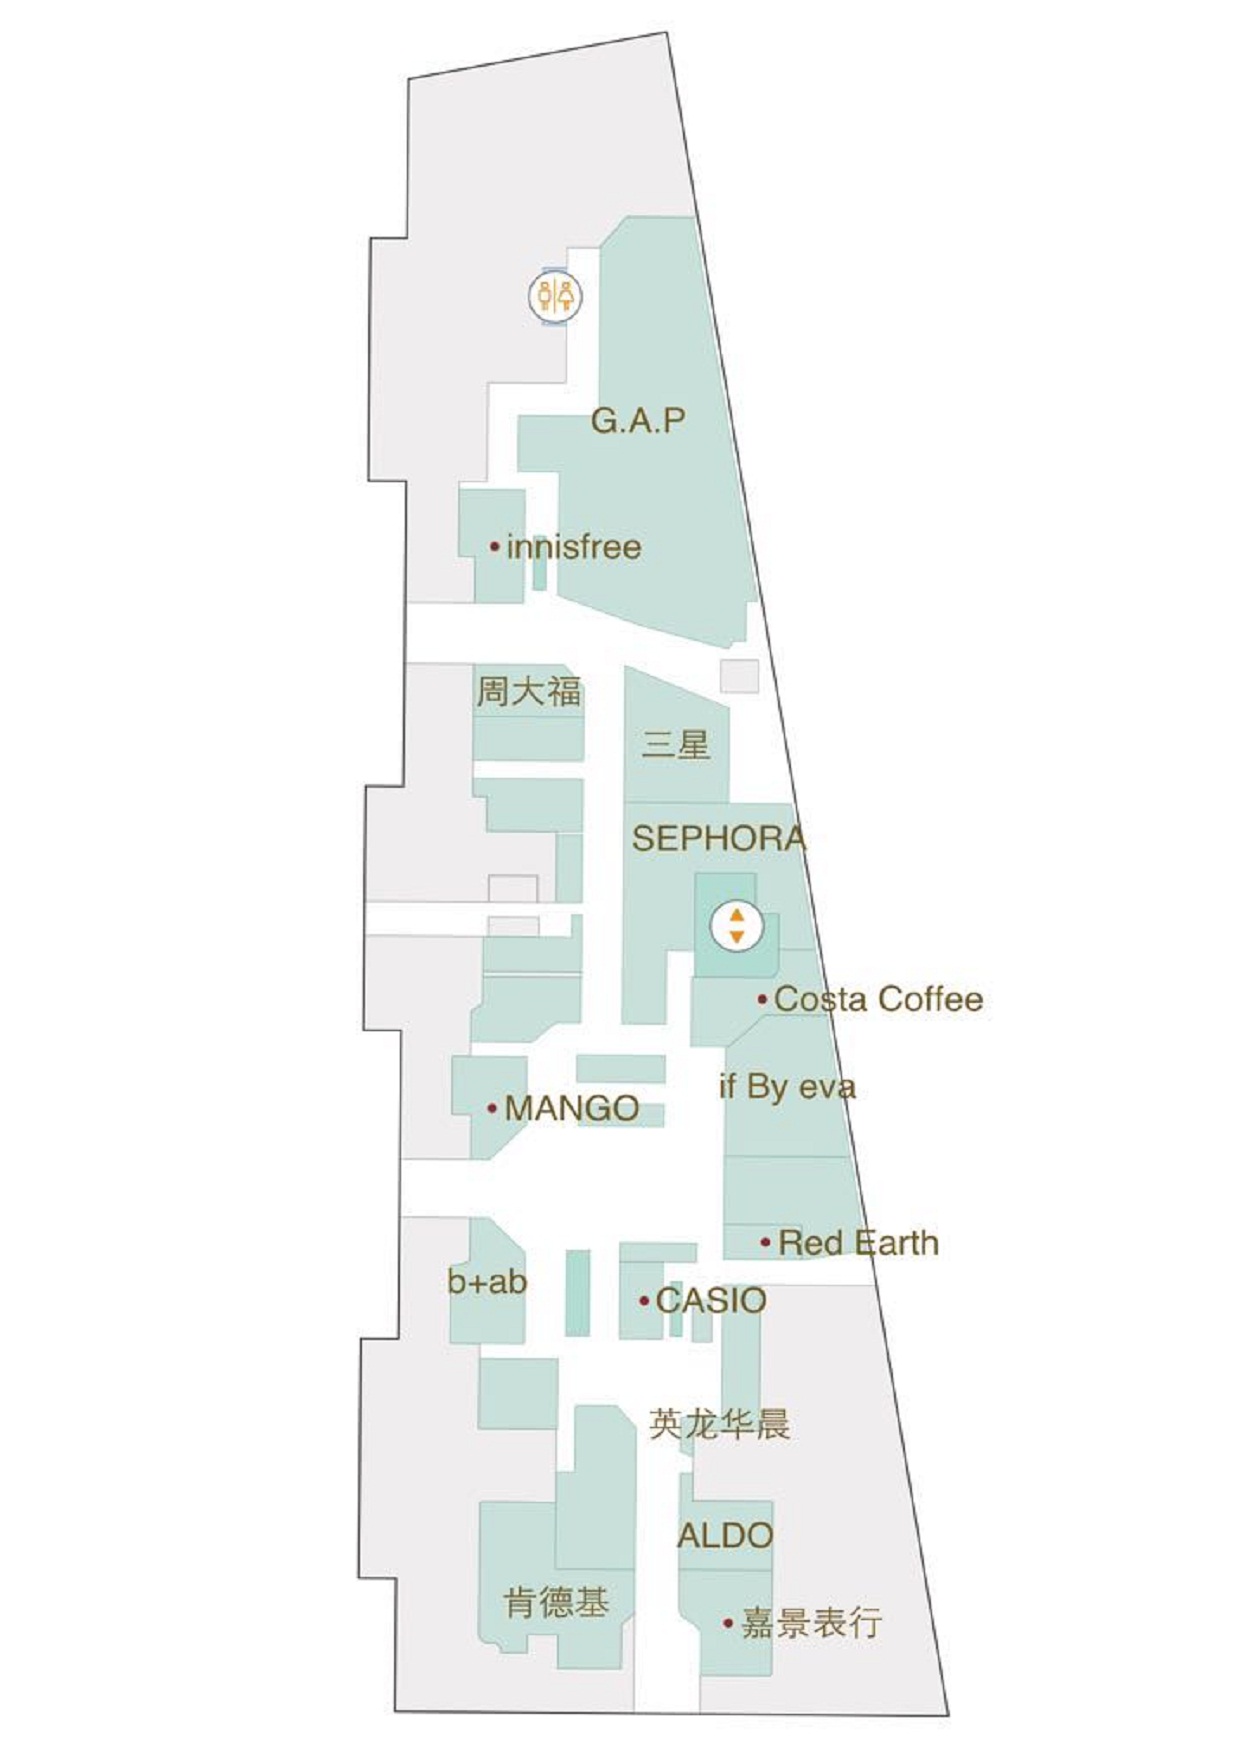 G.A.P
innisfree
周大福
三星
SEPHORA
Costa Coffee
if By eva
MANGO
Red Earth
b+ab
CASIO
英龙华晨
ALDO
肯德基
嘉景表行